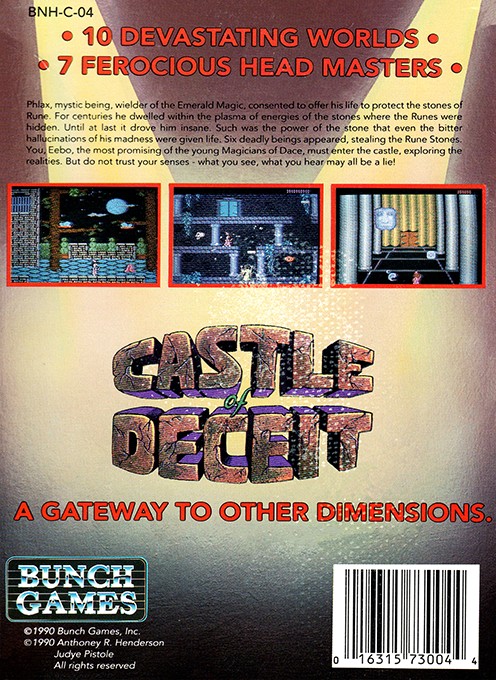 BNH-C-04
• 10 DEVASTATING WORLDS •
• 7 FEROCIOUS HEAD MASTERS •
Phlax, mystic being, wielder of the Emerald Magic, consented to offer his life to protect the stones of
Rune. For centuries he dwelled within the plasma of energies of the stones where the Runes were
hidden. Until at last it drove him insane. Such was the power of the stone that even the bitter
hallucinations of his madness were given life. Six deadly beings appeared, stealing the Rune Stones.
You, Eebo, the most promising of the young Magicians of Dace, must enter the castle, exploring the
realities. But do not trust your senses - what you see, what you hear may all be a lie!
CASTLE
of
DECEIT
A GATEWAY TO OTHER DIMENSIONS.
BUNCH
GAMES
©1990 Bunch Games, Inc.
©1990 Anthoney R. Henderson
Judye Pistole
All rights reserved
0 16315 73004 4